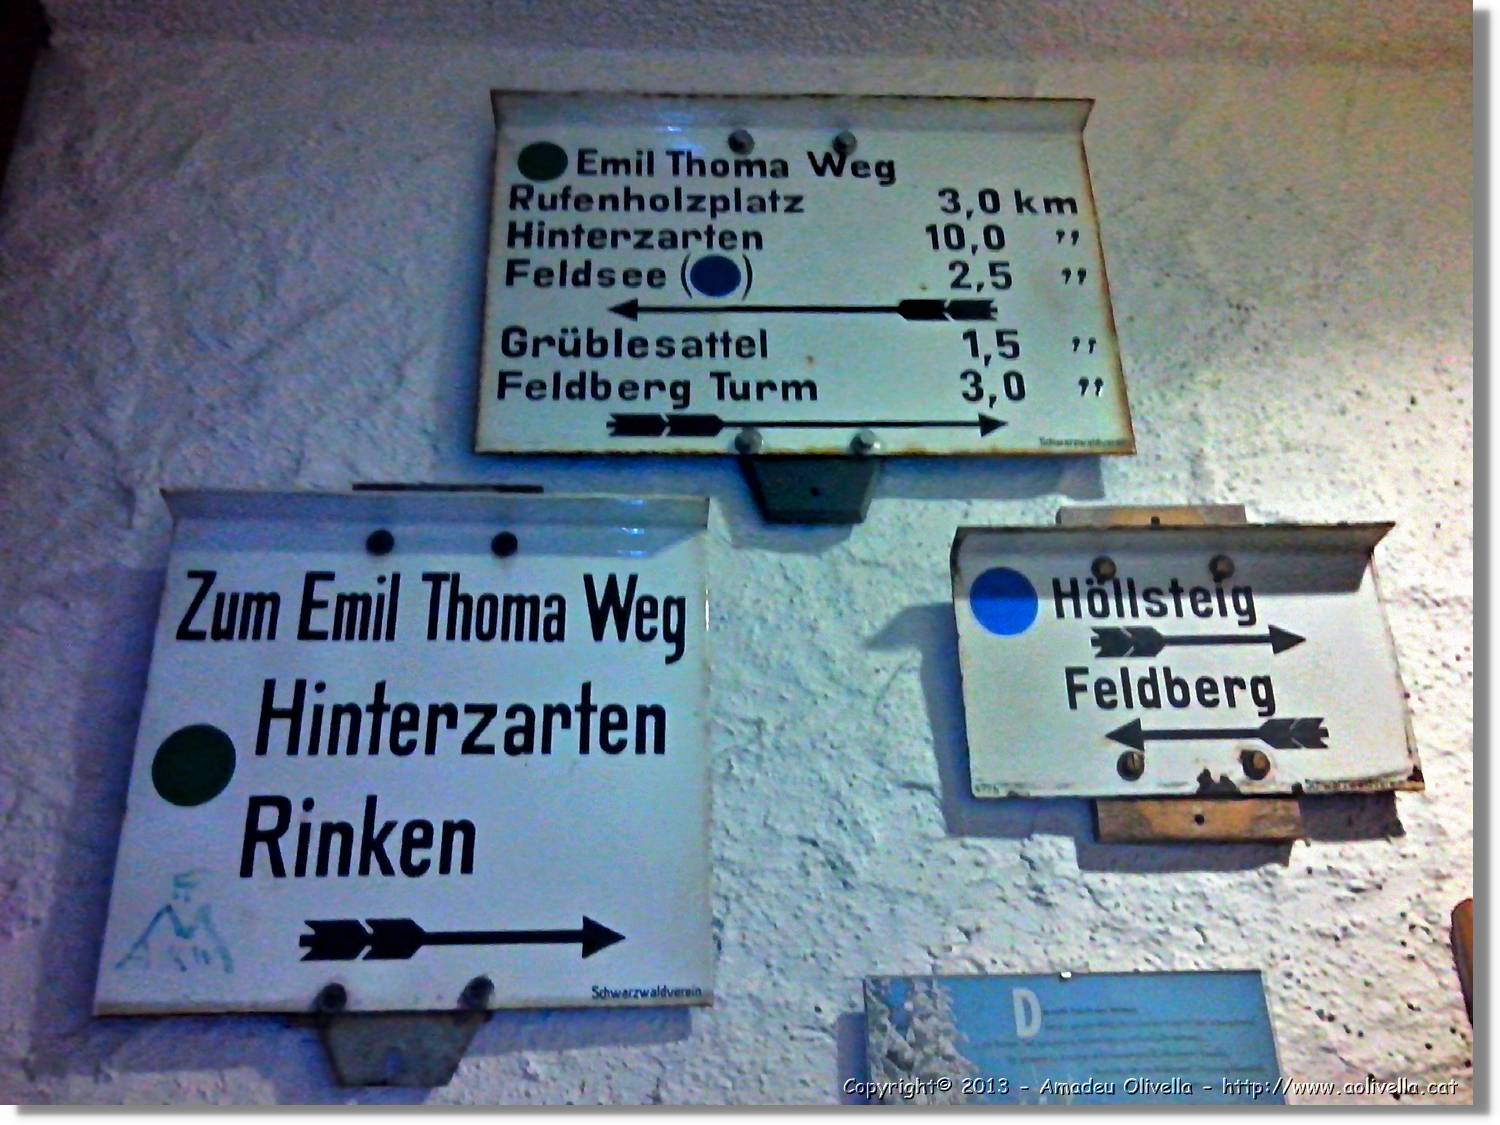 Emil Thoma Weg
Rufenholzplatz 3,0 km
Hinterzarten 10,0 "
Feldsee ( ) 2,5 "
Grüblesattel 1,5 "
Feldberg Turm 3,0 "
Schwarzwaldverein
Zum Emil Thoma Weg
Hinterzarten
Rinken
Schwarzwaldverein
Höllsteig
Feldberg
D
Copyright© 2013 - Amadeu Olivella - http://www.aolivella.cat